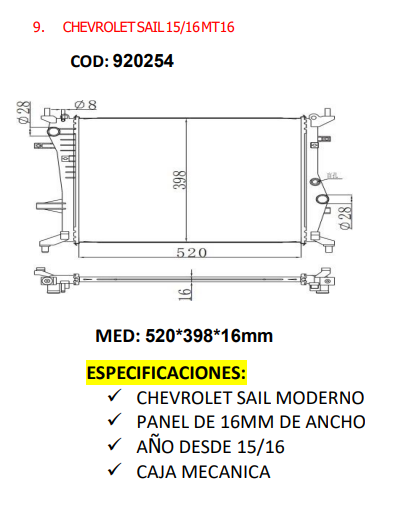 9. CHEVROLET SAIL 15/16 MT16
COD: 920254
Ø28
Ø8
398
Ø28
520
16
MED: 520*398*16mm
ESPECIFICACIONES:
✓ CHEVROLET SAIL MODERNO
✓ PANEL DE 16MM DE ANCHO
✓ AÑO DESDE 15/16
✓ CAJA MECANICA